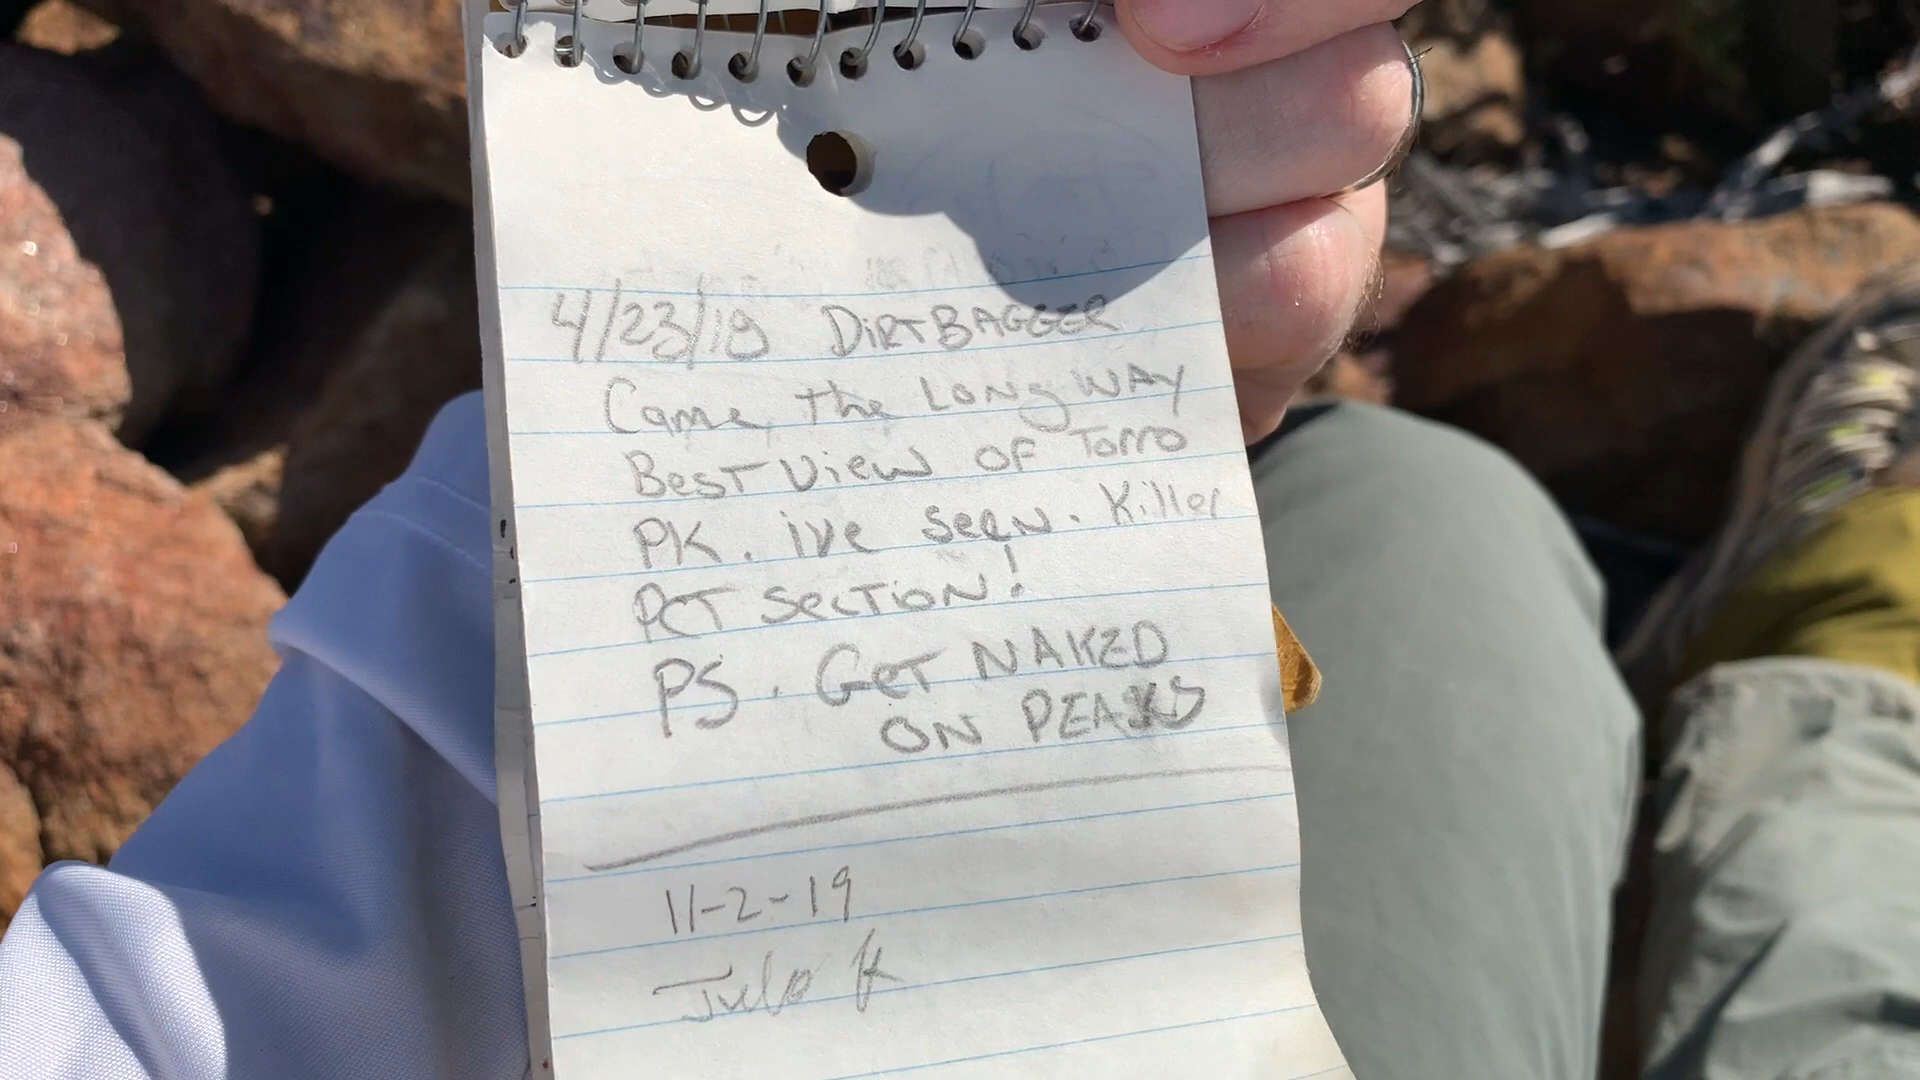 4/23/19 DiRTBAGGER
Came the Long WAY
BesT View of Torro
PK. ive seen. Killer
PCT Section!
PS. Get NAKED
ON PEAKS
11-2-19